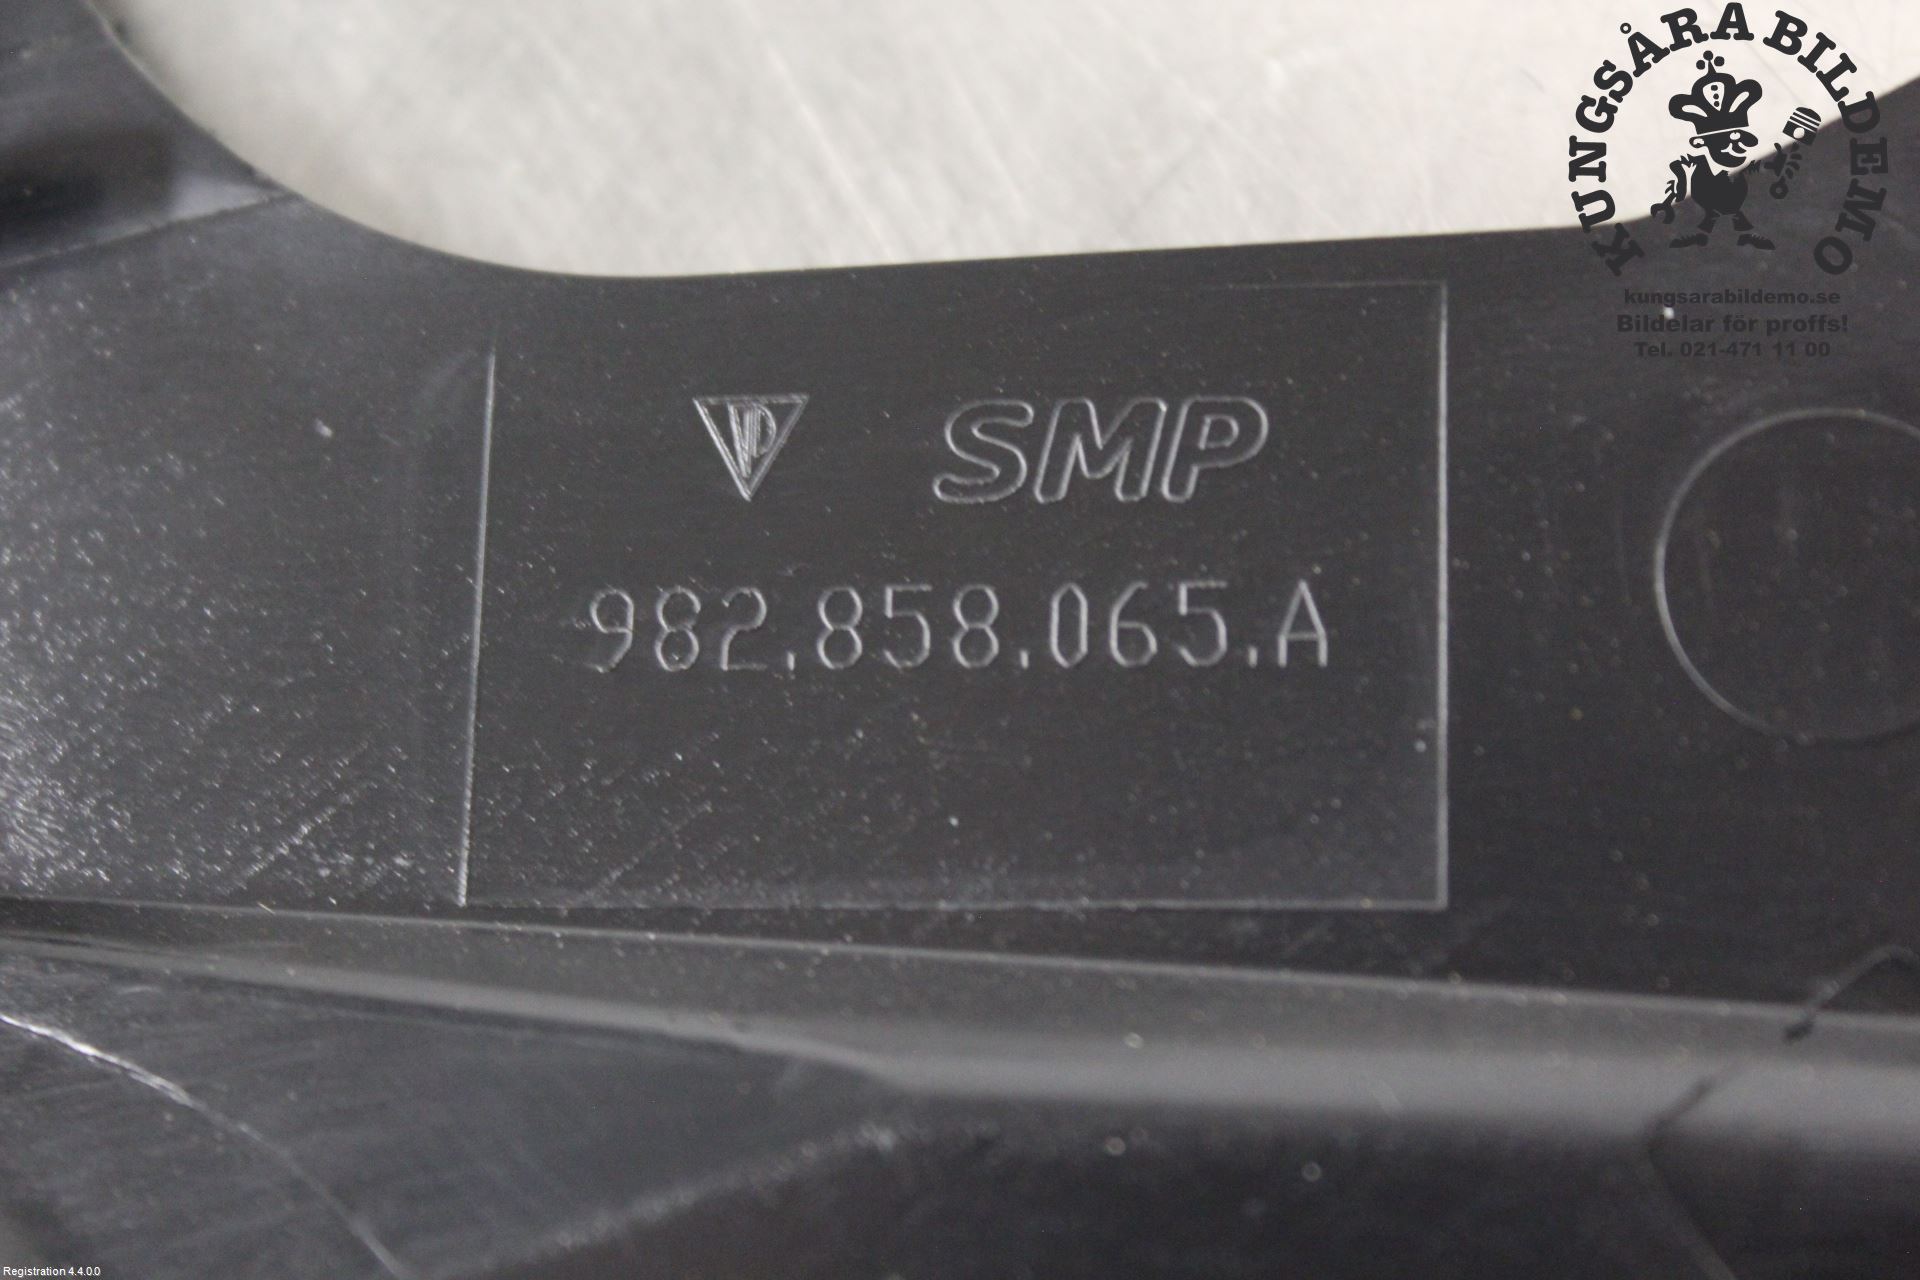 KUNGSÅRA BILDEMO
kungsarabildemo.se
Bildelar för proffs!
Tel. 021-471 11 00
SMP
982.858.065.A
Registration 4.4.0.0